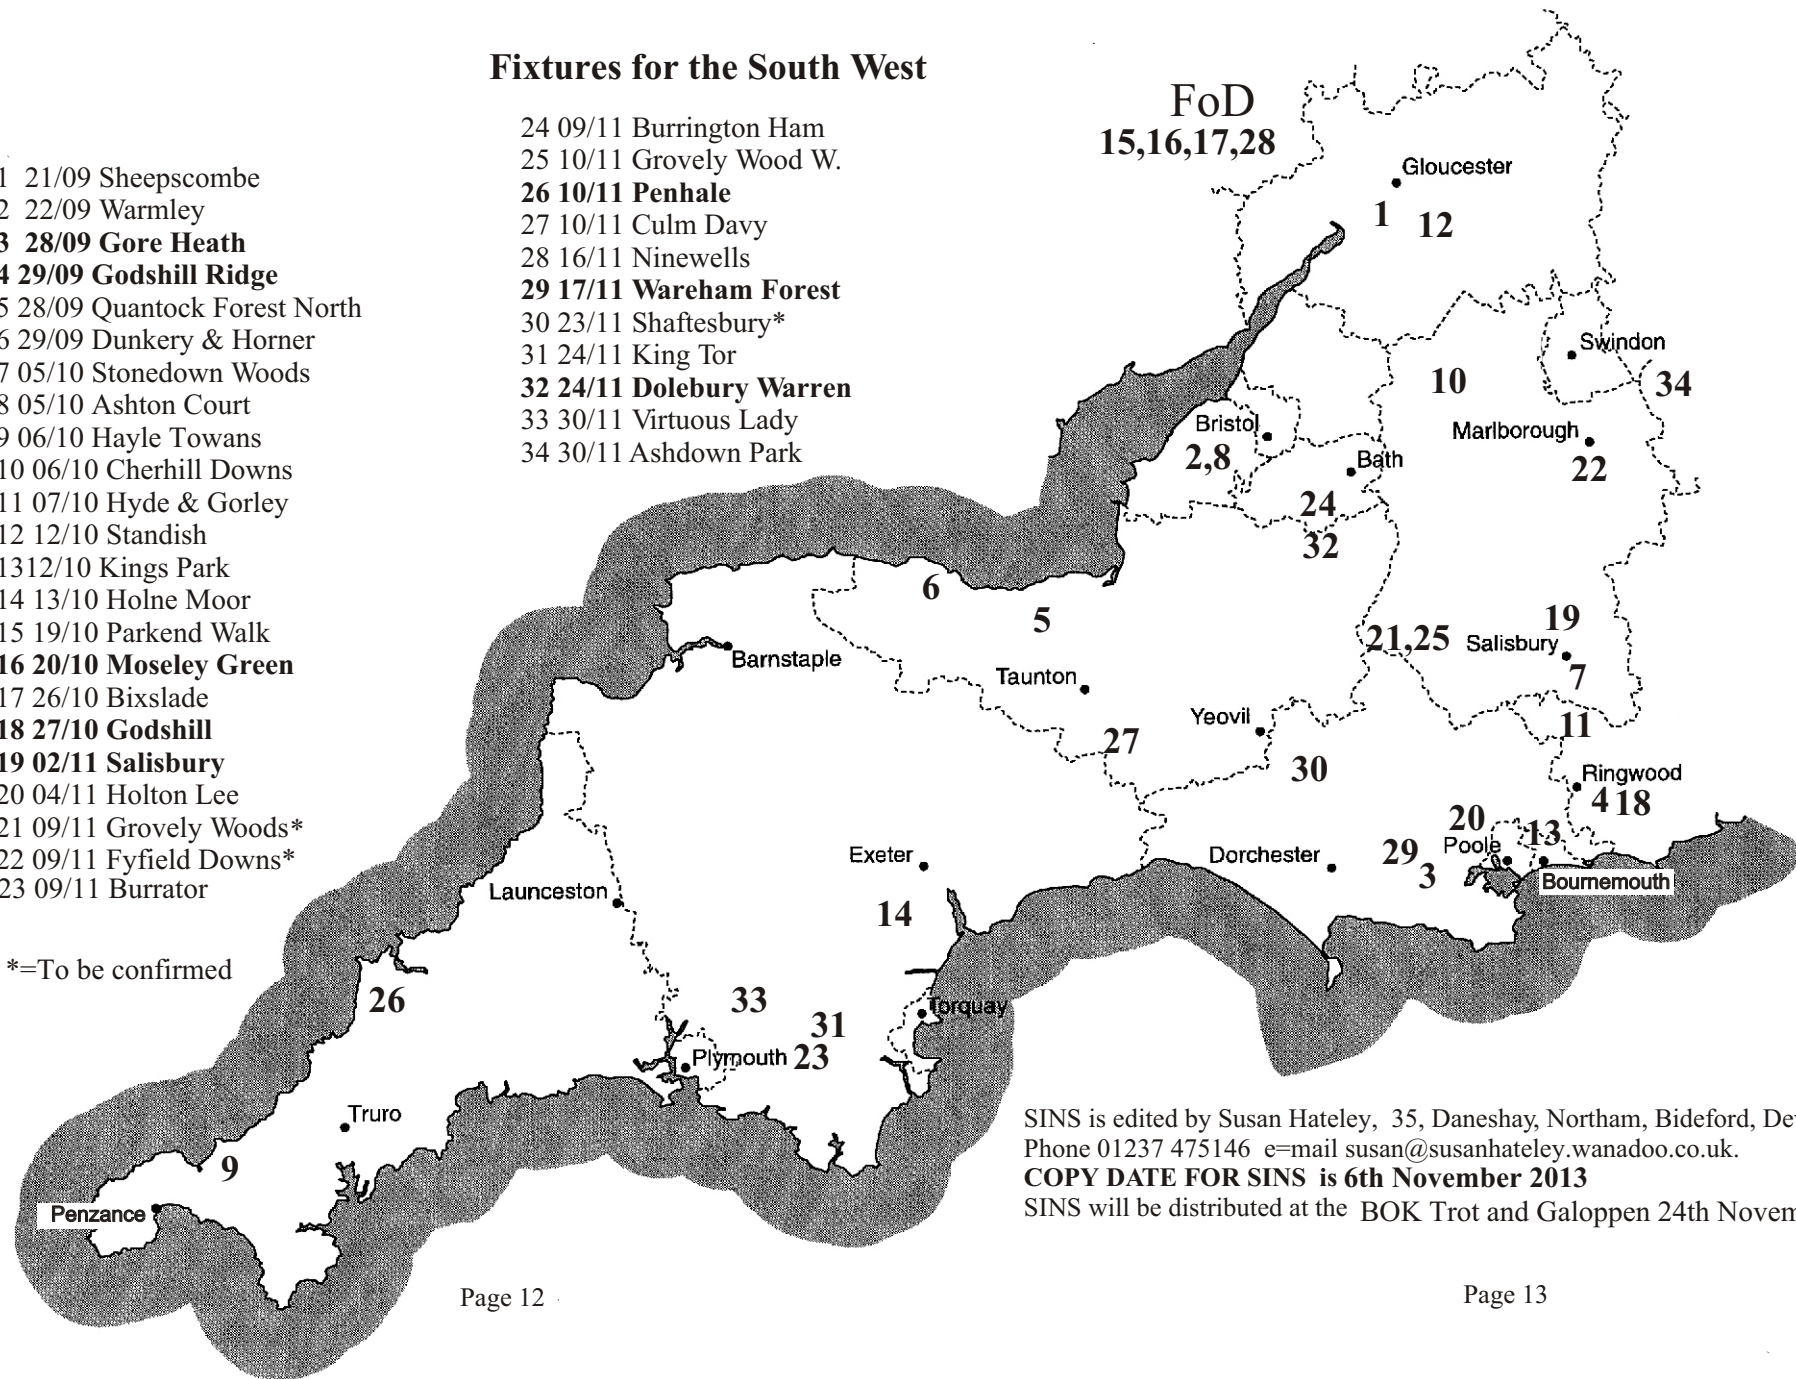 Fixtures for the South West
1 21/09 Sheepscombe
2 22/09 Warmley
3 28/09 Gore Heath
4 29/09 Godshill Ridge
5 28/09 Quantock Forest North
6 29/09 Dunkery & Horner
7 05/10 Stonedown Woods
8 05/10 Ashton Court
9 06/10 Hayle Towans
10 06/10 Cherhill Downs
11 07/10 Hyde & Gorley
12 12/10 Standish
1312/10 Kings Park
14 13/10 Holne Moor
15 19/10 Parkend Walk
16 20/10 Moseley Green
17 26/10 Bixslade
18 27/10 Godshill
19 02/11 Salisbury
20 04/11 Holton Lee
21 09/11 Grovely Woods*
22 09/11 Fyfield Downs*
23 09/11 Burrator
*=To be confirmed
24 09/11 Burrington Ham
25 10/11 Grovely Wood W.
26 10/11 Penhale
27 10/11 Culm Davy
28 16/11 Ninewells
29 17/11 Wareham Forest
30 23/11 Shaftesbury*
31 24/11 King Tor
32 24/11 Dolebury Warren
33 30/11 Virtuous Lady
34 30/11 Ashdown Park
FoD
15,16,17,28
Gloucester
1 12
Swindon
10 34
Bristol
Marlborough
2,8
Bath
22
24
32
6
5
19
21,25
Salisbury
Barnstaple
Taunton
7
Yeovil
11
27
30
Ringwood
4 18
20
13
Poole
Exeter
Dorchester
29
3
Bournemouth
Launceston
14
26
33
Torquay
31
Plymouth 23
Truro
9
Penzance
SINS is edited by Susan Hateley, 35, Daneshay, Northam, Bideford,
Phone 01237 475146 e=mail susan@susanhateley.wanadoo.co.uk.
COPY DATE FOR SINS is 6th November 2013
SINS will be distributed at the BOK Trot and Galoppen 24th
Page 12
Page 13